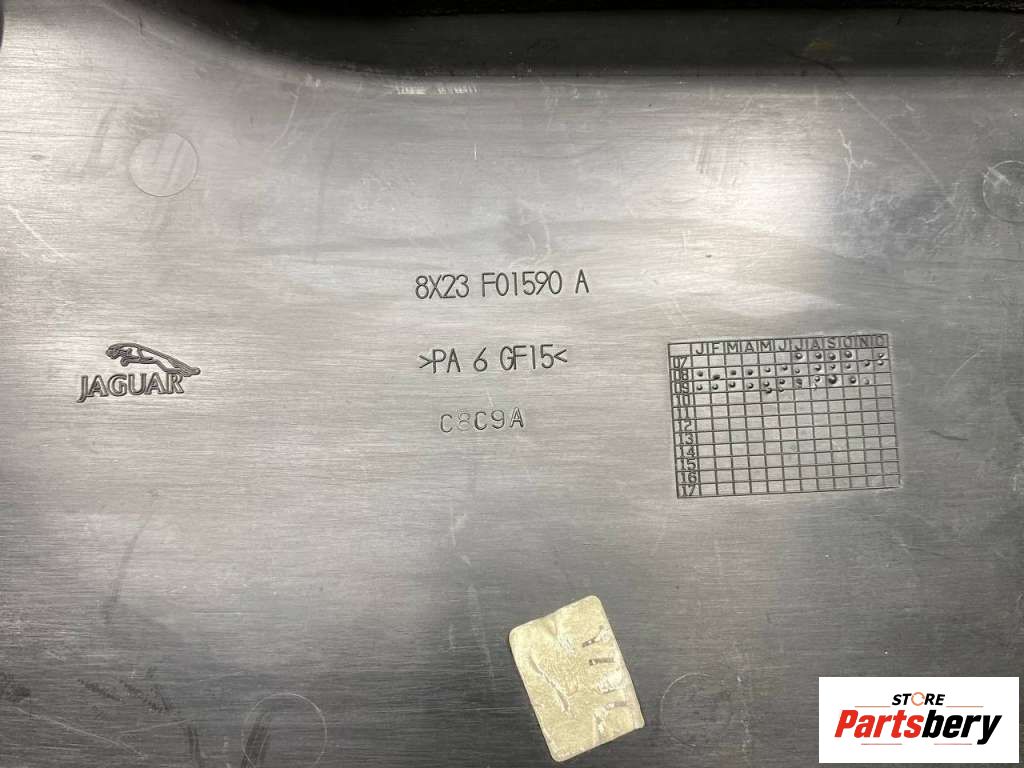 8X23 F01590 A
JAGUAR
>PA 6 GF15<
C8C9A
J F M A M J J A S O N D
07
08
09
10
11
12
13
14
15
16
17
STORE
Partsbery